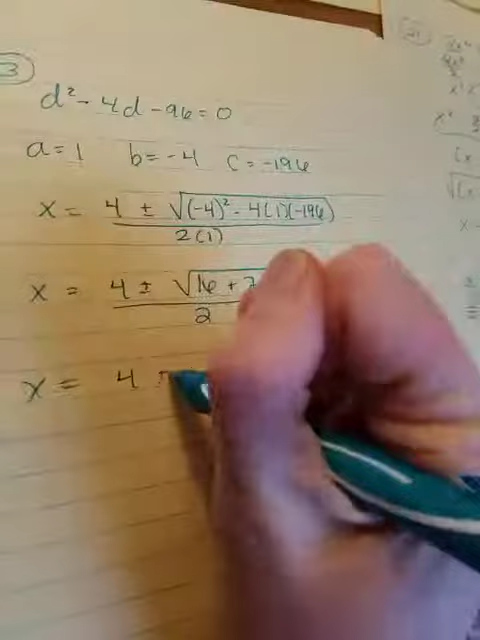 3
d² - 4d - 96 = 0
a = 1 b = -4 c = -196
x = 4 ± √(-4)² - 4(1)(-196)
2(1)
x = 4 ± √16 + 7
2
x = 4